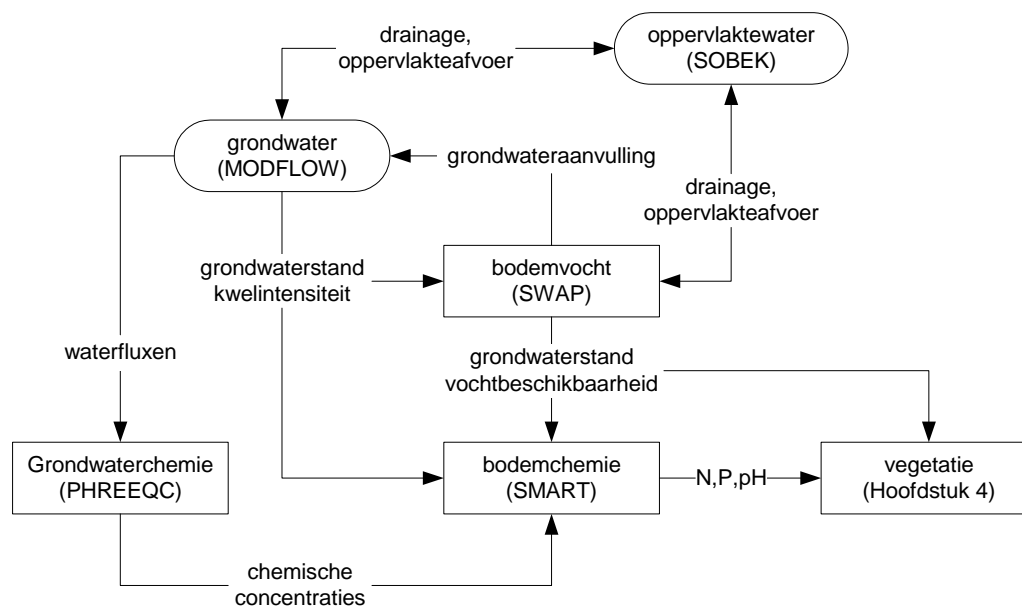 drainage,
oppervlakteafvoer
oppervlaktewater
(SOBEK)
grondwater
(MODFLOW)
grondwateraanvulling
drainage,
oppervlakteafvoer
grondwaterstand
kwelintensiteit
bodemvocht
(SWAP)
waterfluxen
grondwaterstand
vochtbeschikbaarheid
Grondwaterchemie
(PHREEQC)
bodemchemie
(SMART)
N,P,pH
vegetatie
(Hoofdstuk 4)
chemische
concentraties